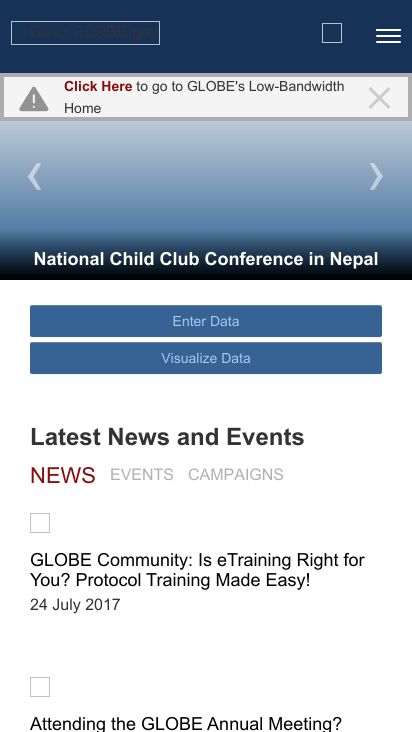 Go to GLOBE.gov
Click Here to go to GLOBE's Low-Bandwidth
Home
National Child Club Conference in Nepal
Enter Data
Visualize Data
Latest News and Events
NEWS EVENTS CAMPAIGNS
GLOBE Community: Is eTraining Right for
You? Protocol Training Made Easy!
24 July 2017
Attending the GLOBE Annual Meeting?